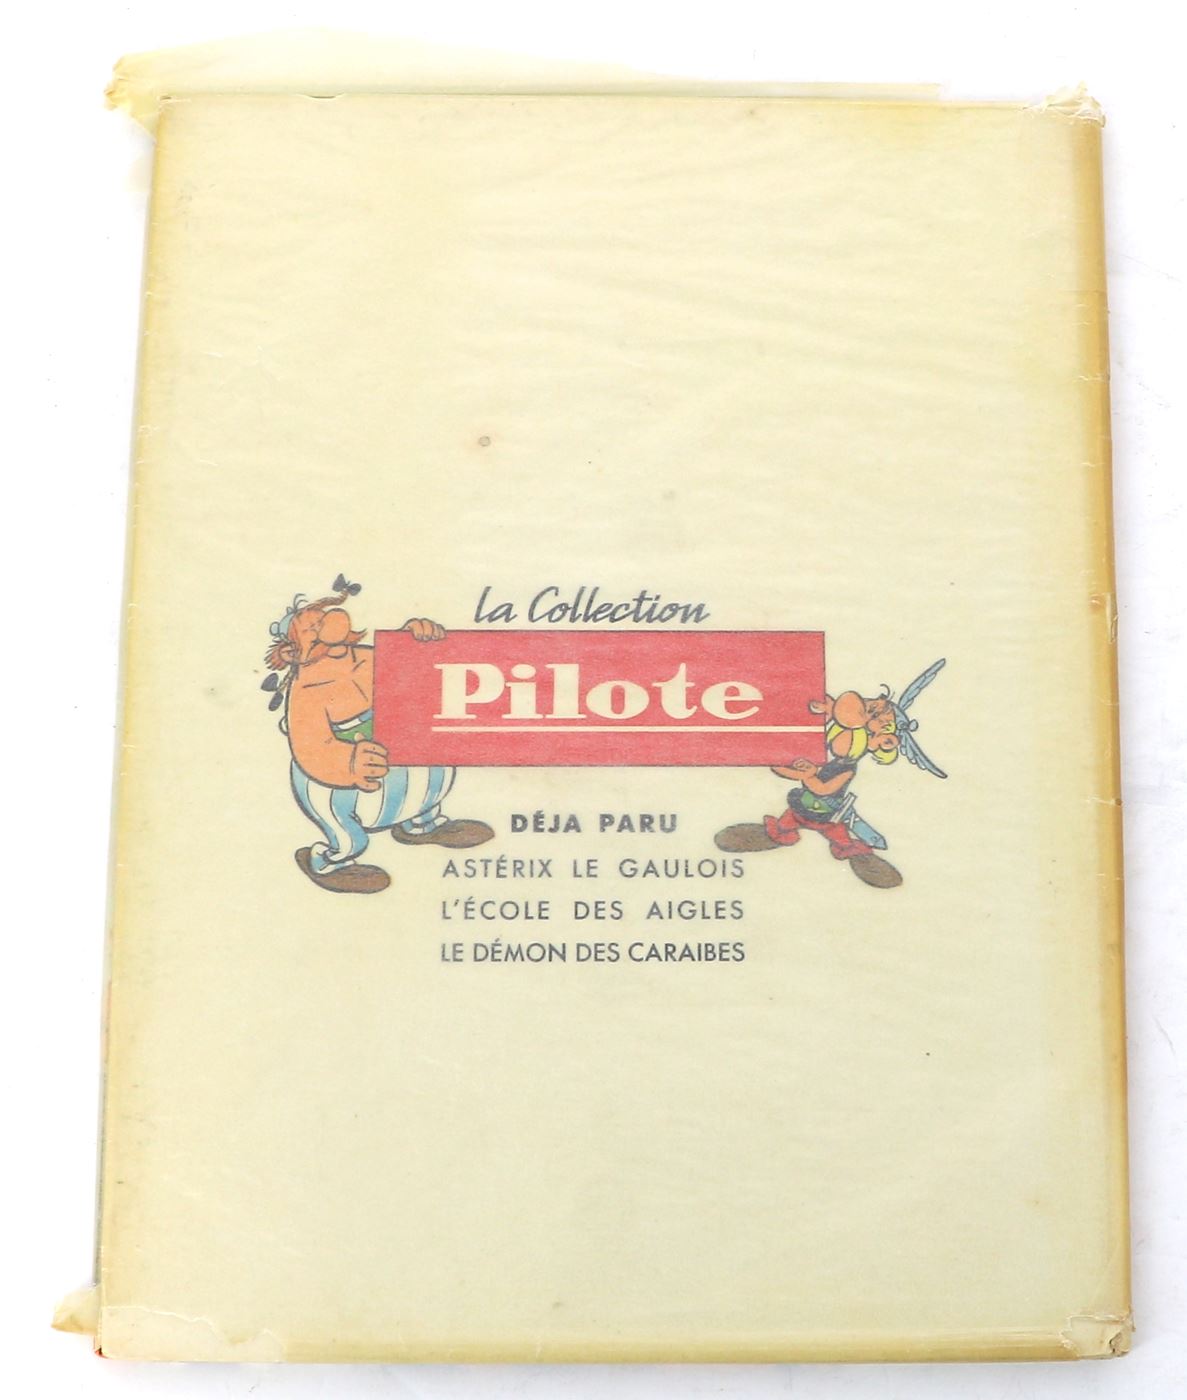 la Collection
Pilote
DÉJA PARU
ASTÉRIX LE GAULOIS
L'ÉCOLE DES AIGLES
LE DÉMON DES CARAIBES